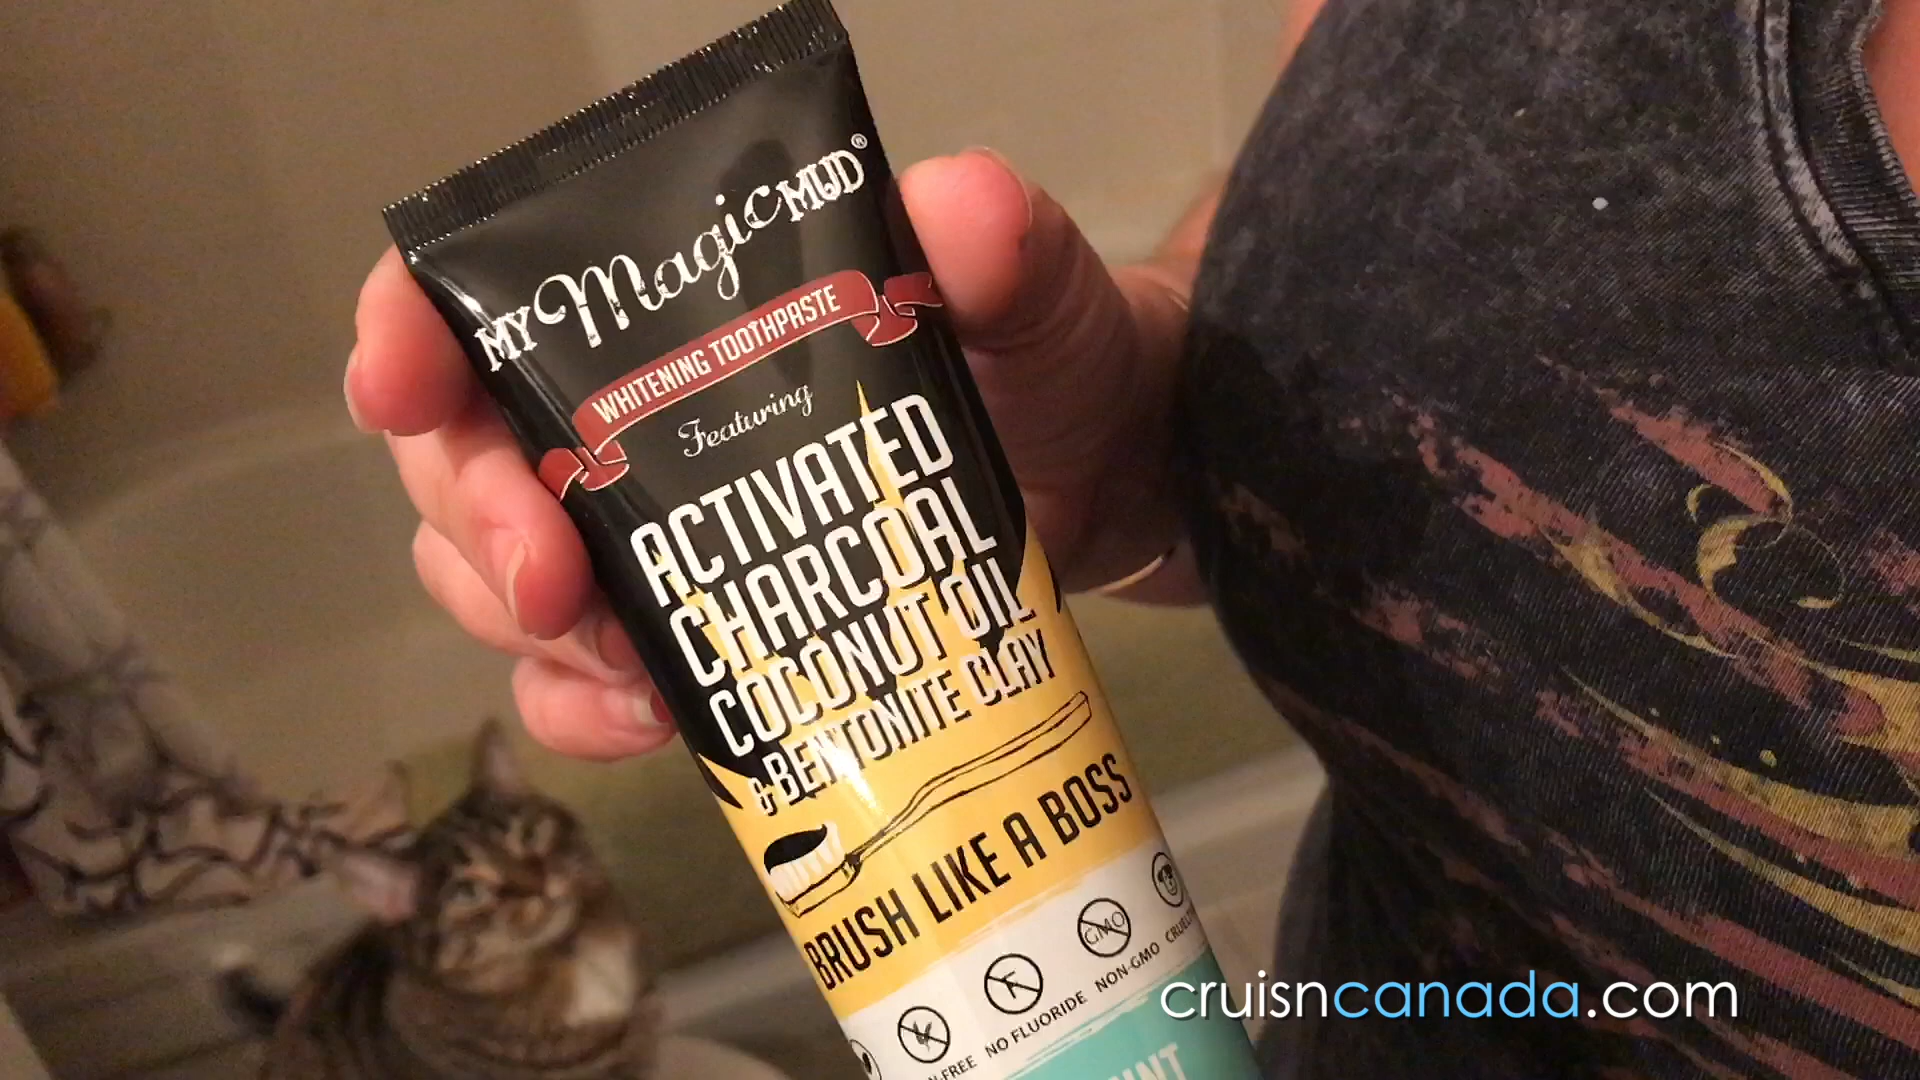 MY MagicMUD®
WHITENING TOOTHPASTE
Featuring
ACTIVATED
CHARCOAL
COCONUT OIL
& BENTONITE CLAY
BRUSH LIKE A BOSS
GMO
F
NO FLUORIDE NON-GMO
cruisncanada.com